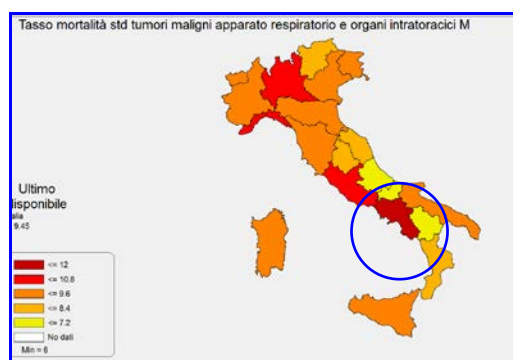 Tasso mortalità std tumori maligni apparato respiratorio e organi intratoracici M
Ultimo
disponibile
alia
9.45
<= 12
<= 10.8
<= 9.6
<= 8.4
<= 7.2
No dati
Min = 6